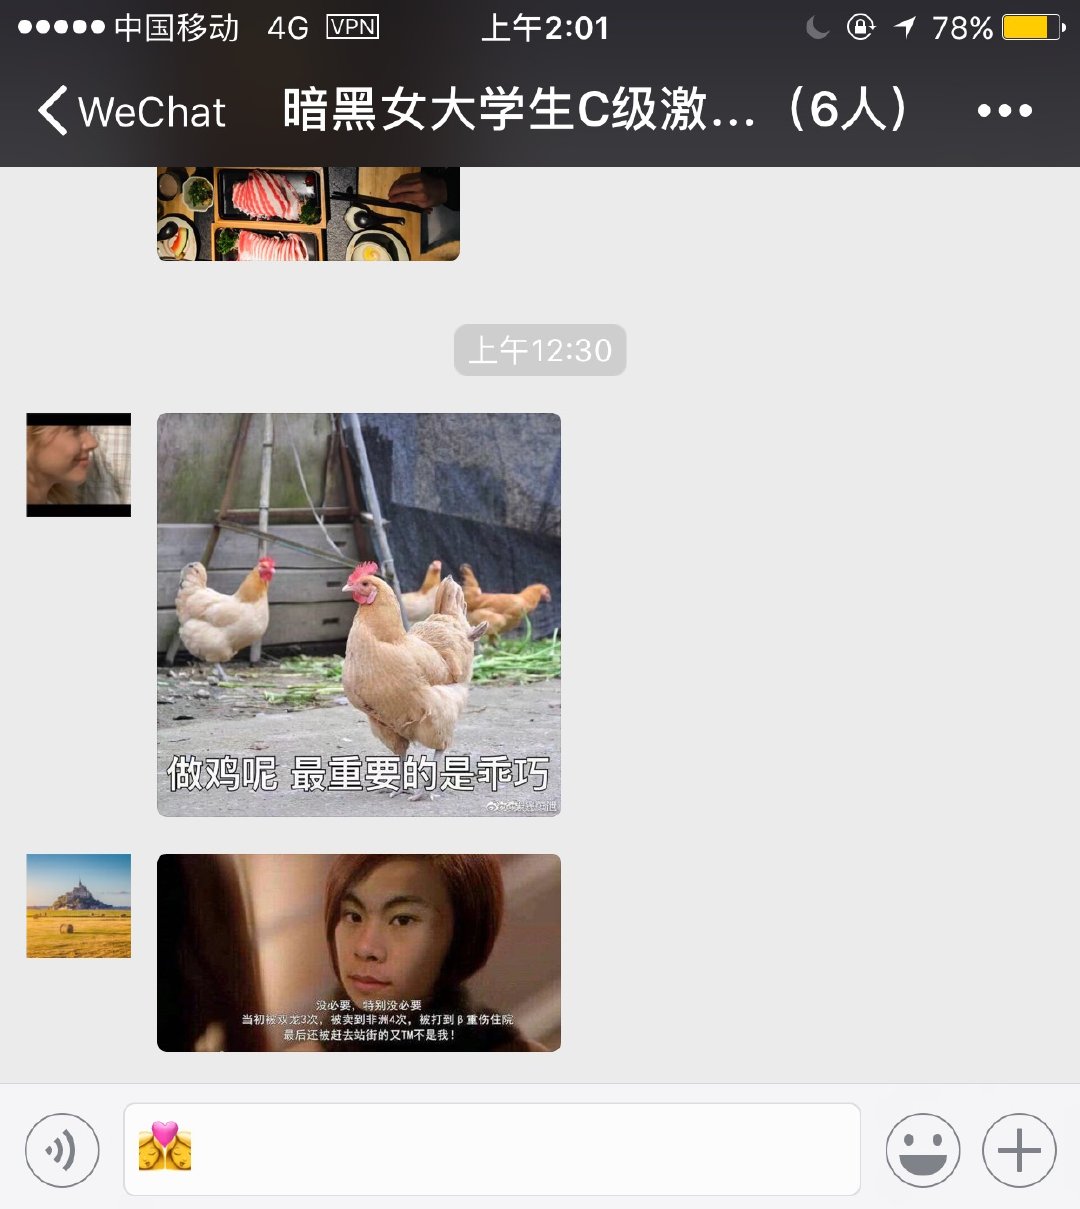 中国移动 4G VPN 上午2:01 78%
WeChat 暗黑女大学生C级激...（6人）
上午12:30
做鸡呢 最重要的是乖巧
没必要，特别没必要
当初被双龙3次，被卖到非洲4次，被打到β重伤住院
最后还被赶去站街的又TM不是我！